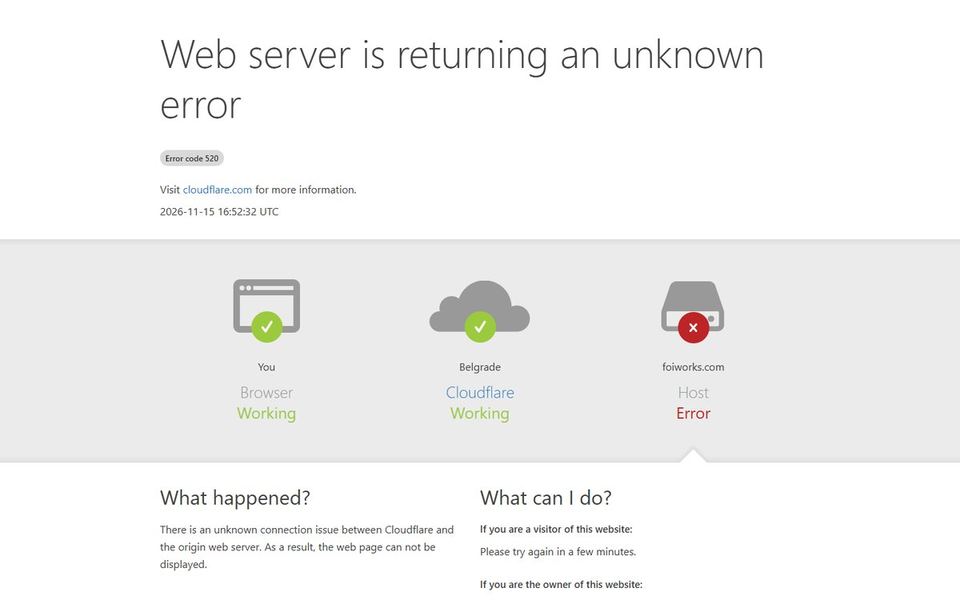 Web server is returning an unknown
error
Error code 520
Visit cloudflare.com for more information.
2026-11-15 16:52:32 UTC
You
Browser
Working
Belgrade
Cloudflare
Working
foiworks.com
Host
Error
What happened?
There is an unknown connection issue between Cloudflare and
the origin web server. As a result, the web page can not be
displayed.
What can I do?
If you are a visitor of this website:
Please try again in a few minutes.
If you are the owner of this website: